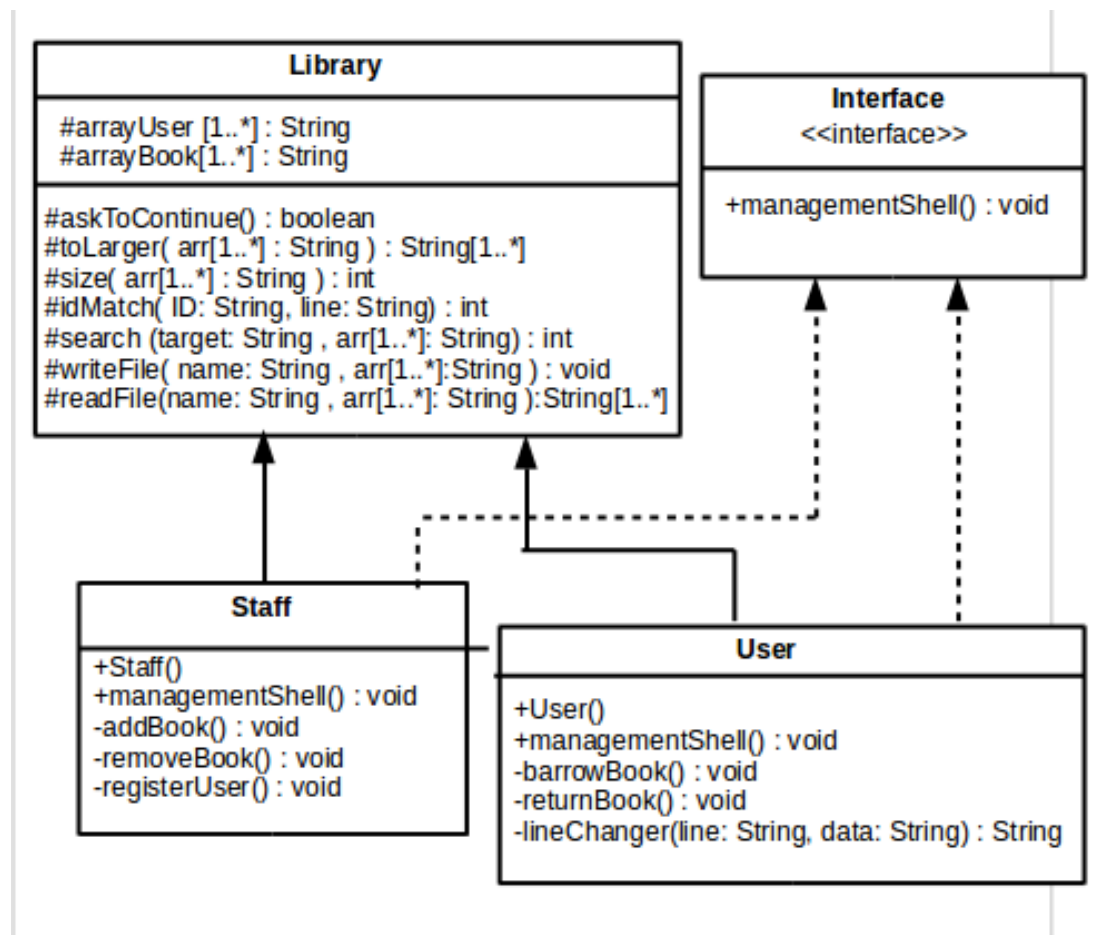 Library
#arrayUser [1..*] : String
#arrayBook[1..*] : String
#askToContinue() : boolean
#toLarger( arr[1..*] : String ) : String[1..*]
#size( arr[1..*] : String ) : int
#idMatch( ID: String, line: String) : int
#search (target: String , arr[1..*]: String) : int
#writeFile( name: String , arr[1..*]:String ) : void
#readFile(name: String , arr[1..*]: String ):String[1..*]
Interface
<<interface>>
+managementShell() : void
Staff
+Staff()
+managementShell() : void
-addBook() : void
-removeBook() : void
-registerUser() : void
User
+User()
+managementShell() : void
-barrowBook() : void
-returnBook() : void
-lineChanger(line: String, data: String) : String